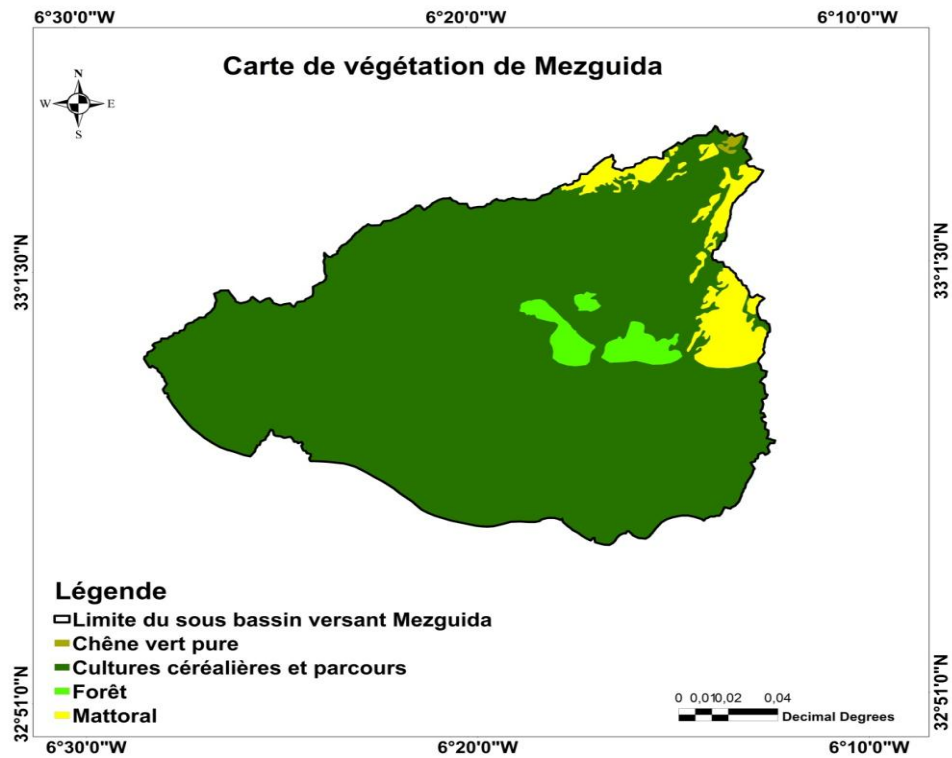 6°30'0"W 6°20'0"W 6°10'0"W
Carte de végétation de Mezguida
N
W E
S
33°1'30"N 33°1'30"N
Légende
Limite du sous bassin versant Mezguida
Chêne vert pure
Cultures céréalières et parcours
Forêt
Mattoral
0 0,010,02 0,04
Decimal Degrees
32°51'0"N 32°51'0"N
6°30'0"W 6°20'0"W 6°10'0"W